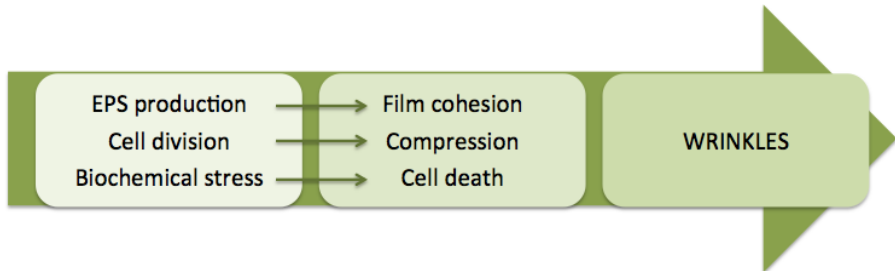 EPS production
Cell division
Biochemical stress
Film cohesion
Compression
Cell death
WRINKLES